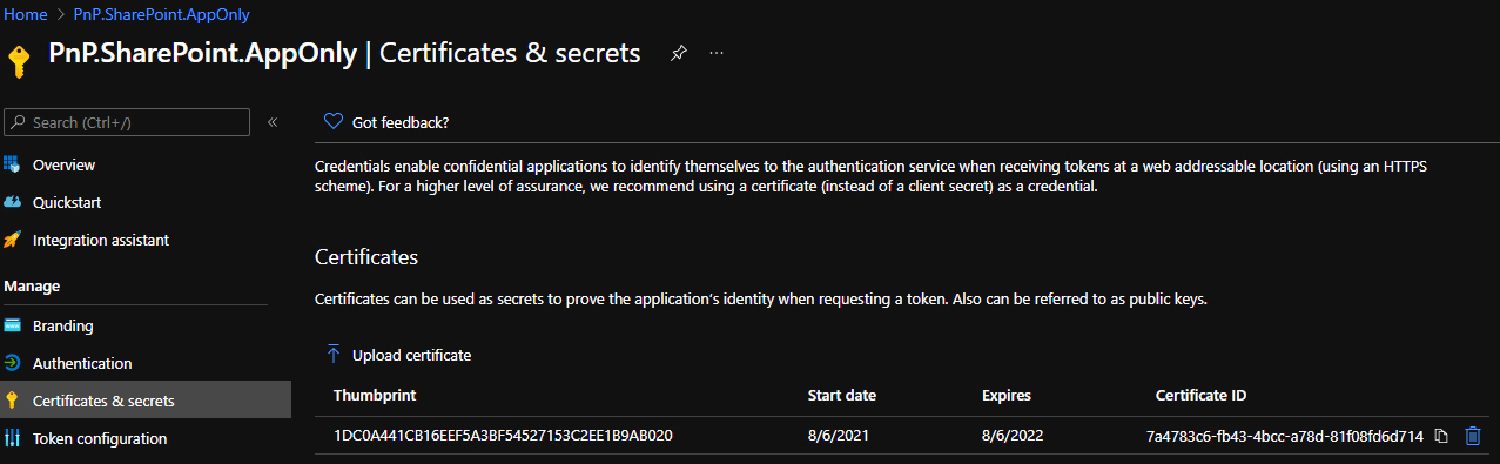 Home > PnP.SharePoint.AppOnly
PnP.SharePoint.AppOnly | Certificates & secrets
Search (Ctrl+/)
Overview
Quickstart
Integration assistant
Manage
Branding
Authentication
Certificates & secrets
Token configuration
Got feedback?
Credentials enable confidential applications to identify themselves to the authentication service when receiving tokens at a web addressable location (using an HTTPS
scheme). For a higher level of assurance, we recommend using a certificate (instead of a client secret) as a credential.
Certificates
Certificates can be used as secrets to prove the application's identity when requesting a token. Also can be referred to as public keys.
Upload certificate
Thumbprint Start date Expires Certificate ID
1DC0A441CB16EEF5A3BF54527153C2EE1B9AB020 8/6/2021 8/6/2022 7a4783c6-fb43-4bcc-a78d-81f08fd6d714